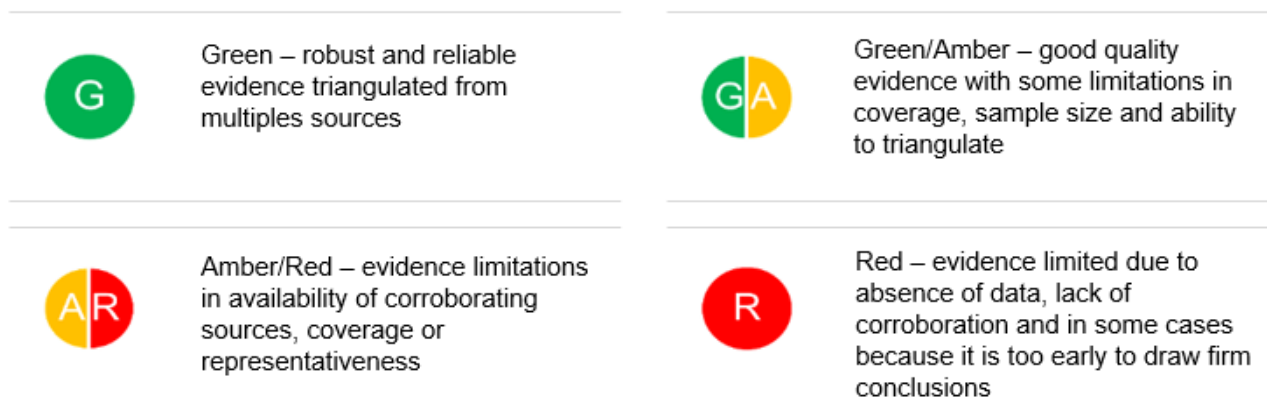 G
Green – robust and reliable
evidence triangulated from
multiples sources
GA
Green/Amber – good quality
evidence with some limitations in
coverage, sample size and ability
to triangulate
AR
Amber/Red – evidence limitations
in availability of corroborating
sources, coverage or
representativeness
R
Red – evidence limited due to
absence of data, lack of
corroboration and in some cases
because it is too early to draw firm
conclusions